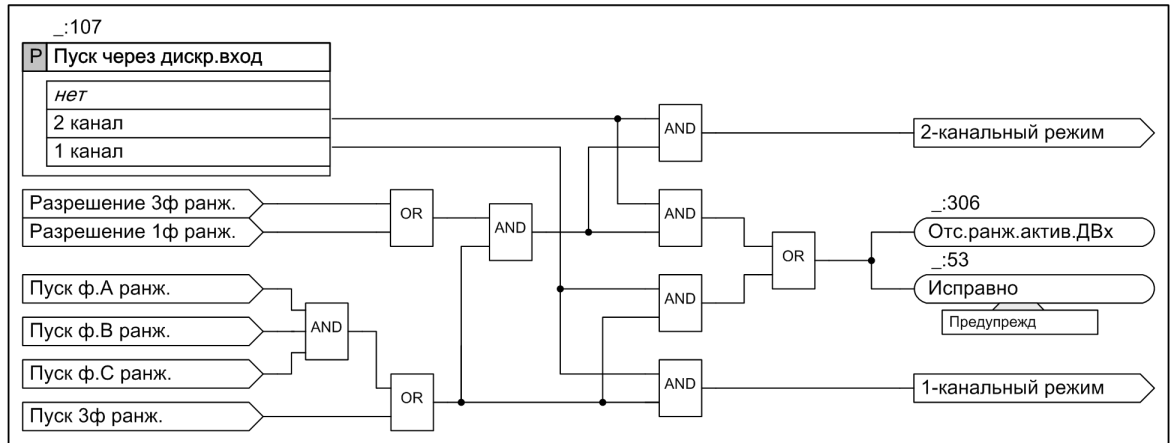 _:107
P Пуск через дискр.вход
нет
2 канал
1 канал
AND
2-канальный режим
Разрешение 3ф ранж.
Разрешение 1ф ранж.
OR
AND
AND
OR
_:306
Отс.ранж.актив.ДВх
_:53
Исправно
Предупрежд
Пуск ф.А ранж.
Пуск ф.В ранж.
Пуск ф.С ранж.
AND
AND
Пуск 3ф ранж.
OR
AND
1-канальный режим